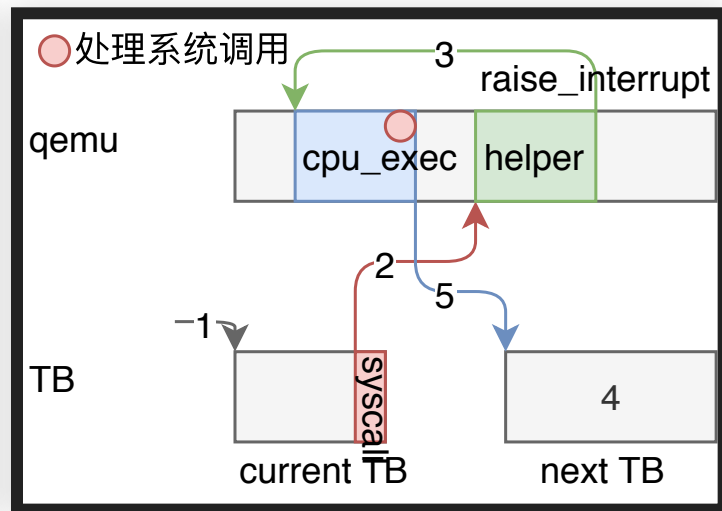 处理系统调用
3
raise_interrupt
qemu
cpu_exec
helper
2
5
1
TB
syscall
4
current TB
next TB